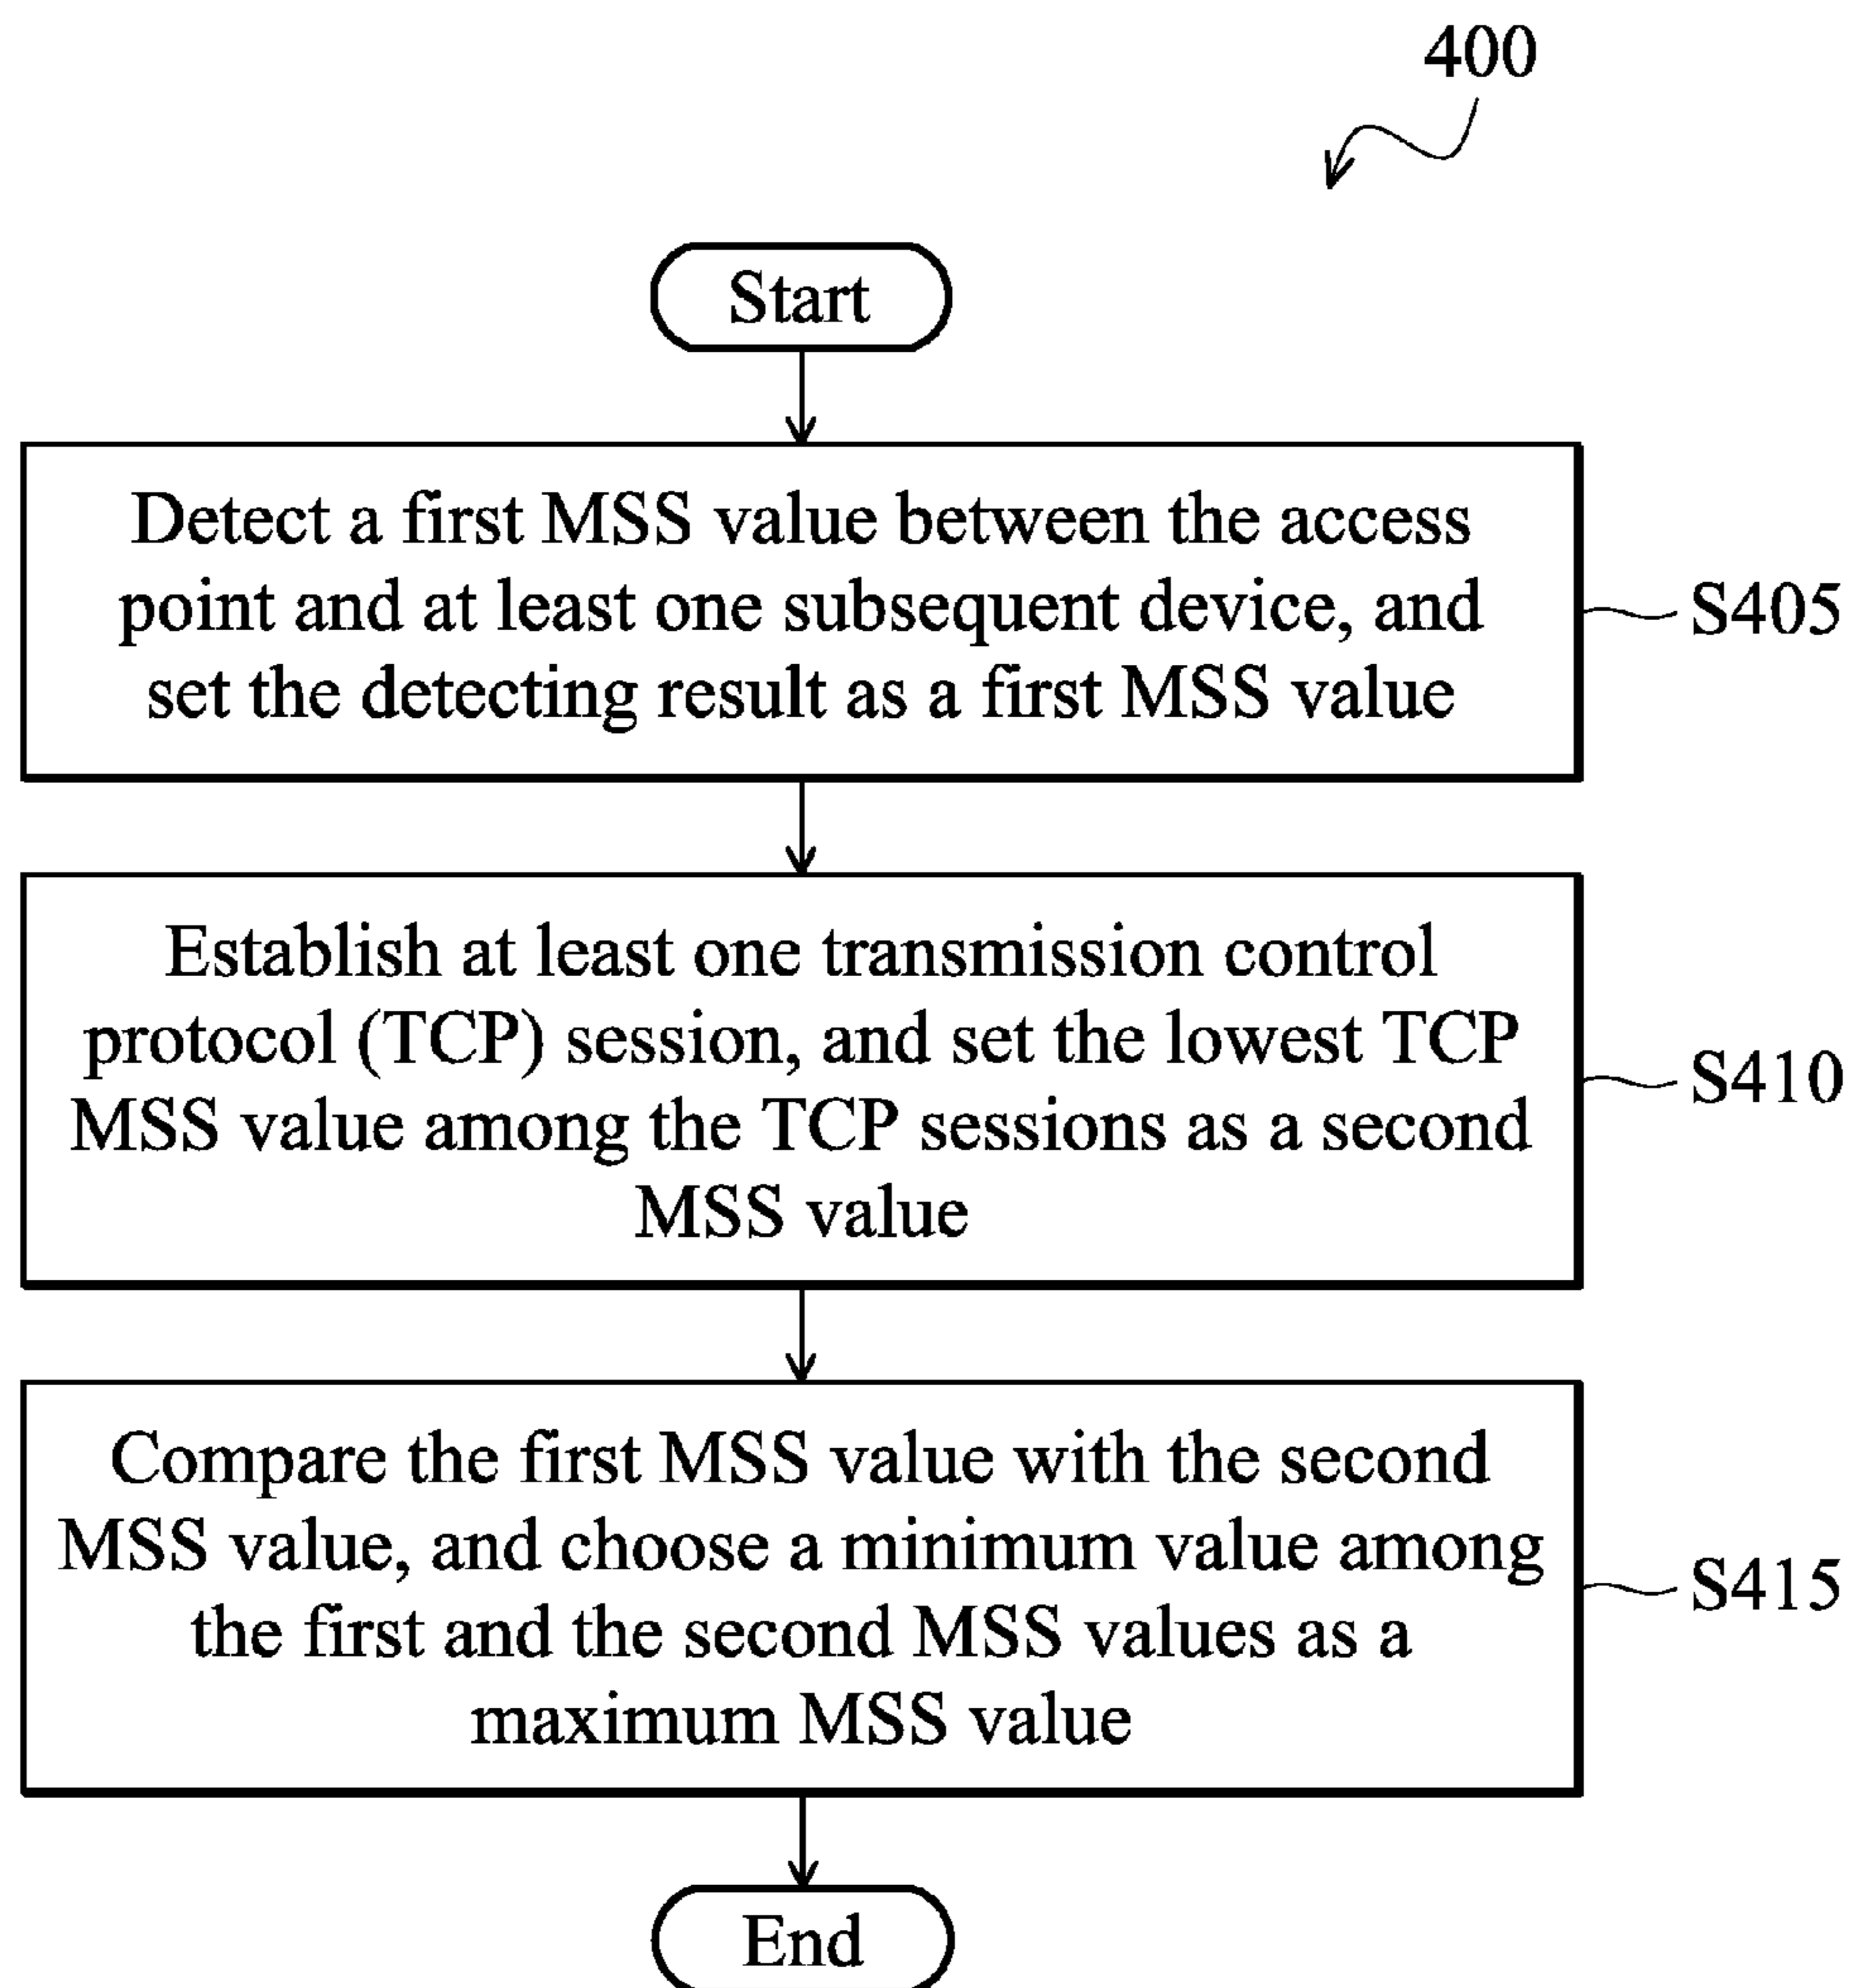 400
Start
Detect a first MSS value between the access
point and at least one subsequent device, and
set the detecting result as a first MSS value
S405
Establish at least one transmission control
protocol (TCP) session, and set the lowest TCP
MSS value among the TCP sessions as a second
MSS value
S410
Compare the first MSS value with the second
MSS value, and choose a minimum value among
the first and the second MSS values as a
maximum MSS value
S415
End